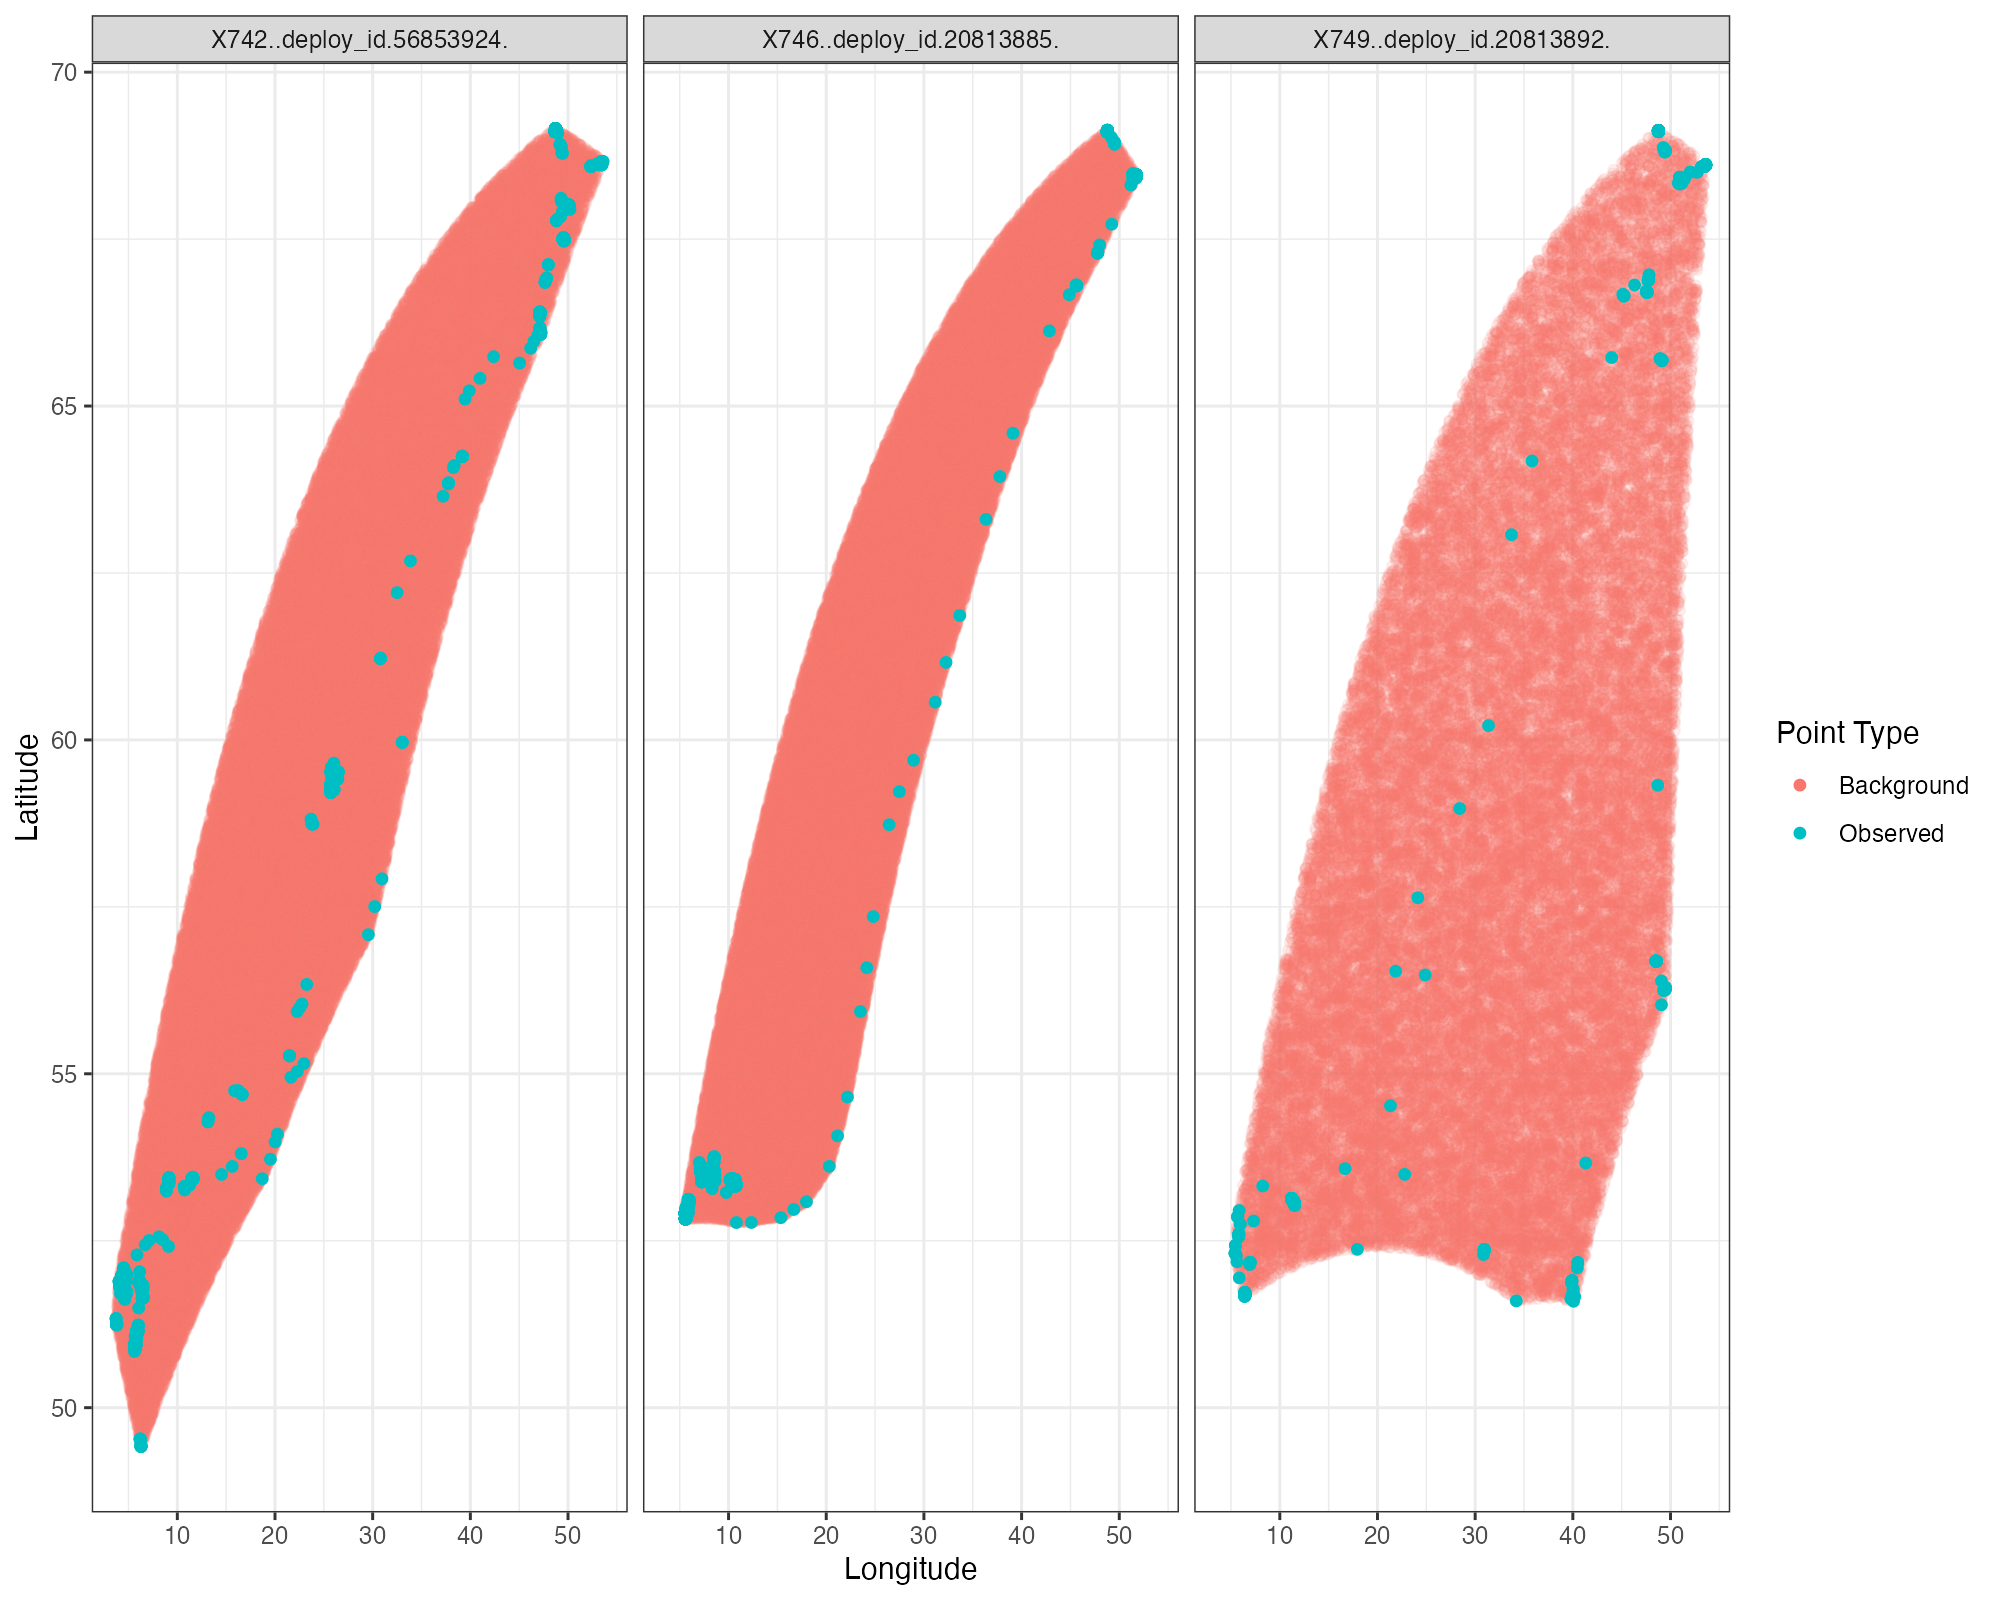 X742..deploy_id.56853924.
X746..deploy_id.20813885.
X749..deploy_id.20813892.
70
65
60
55
50
Latitude
10 20 30 40 50
10 20 30 40 50
10 20 30 40 50
Longitude
Point Type
Background
Observed